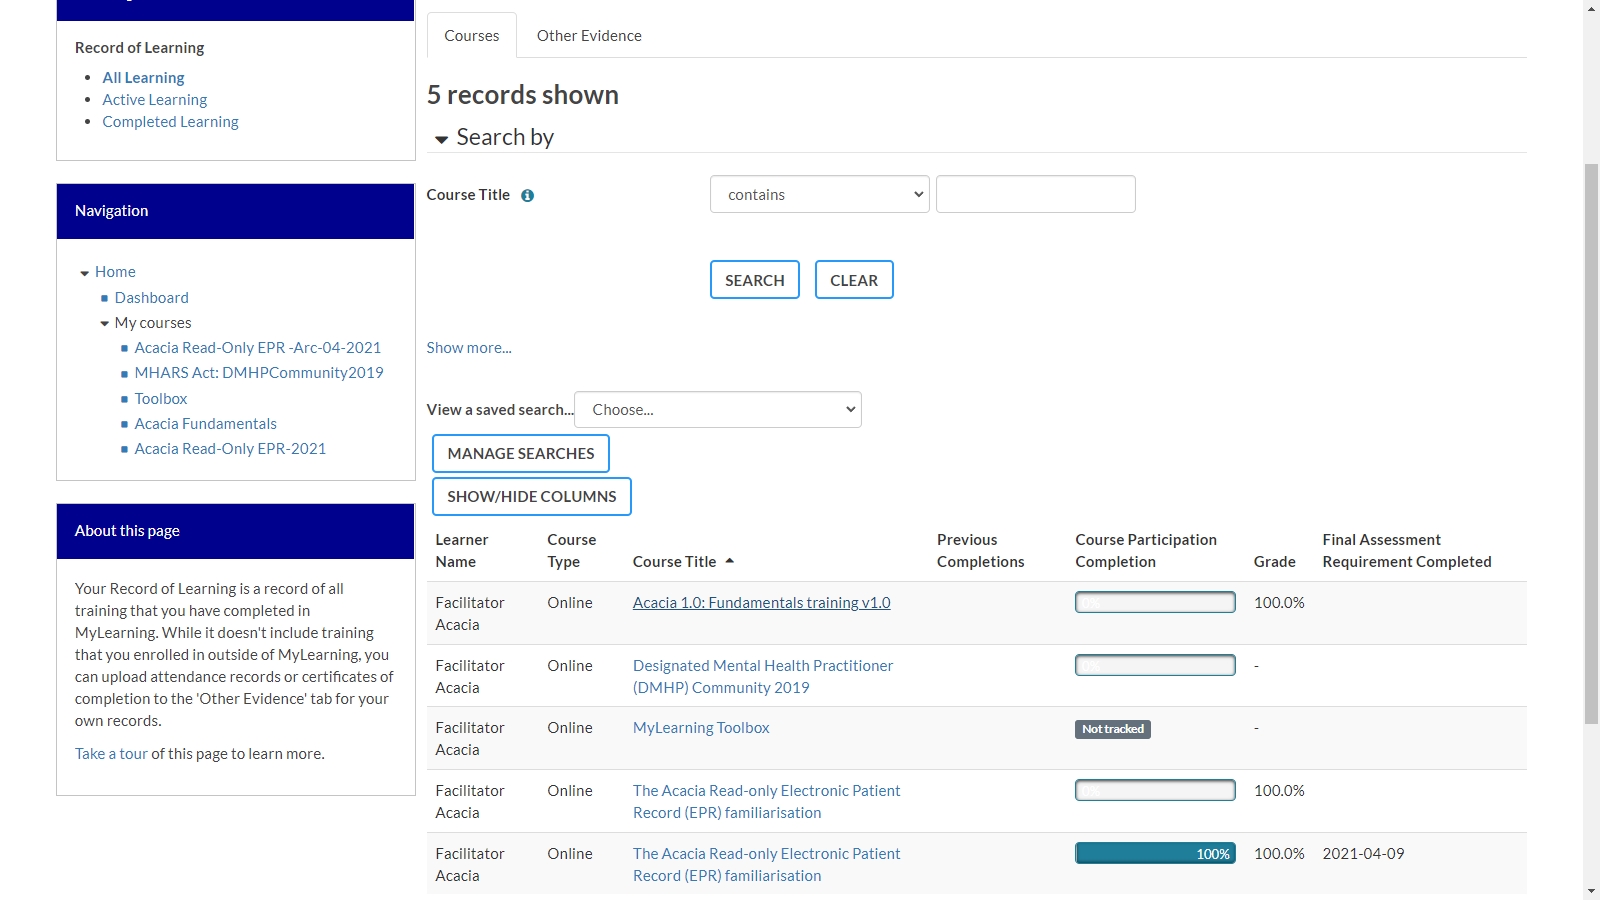 Record of Learning
All Learning
Active Learning
Completed Learning
Navigation
Home
Dashboard
My courses
Acacia Read-Only EPR -Arc-04-2021
MHARS Act: DMHPCommunity2019
Toolbox
Acacia Fundamentals
Acacia Read-Only EPR-2021
About this page
Your Record of Learning is a record of all
training that you have completed in
MyLearning. While it doesn't include training
that you enrolled in outside of MyLearning, you
can upload attendance records or certificates of
completion to the 'Other Evidence' tab for your
own records.
Take a tour of this page to learn more.
Courses
Other Evidence
5 records shown
Search by
Course Title
contains
SEARCH
CLEAR
Show more...
View a saved search...
Choose...
MANAGE SEARCHES
SHOW/HIDE COLUMNS
Learner Name
Course Type
Course Title
Previous Completions
Course Participation Completion
Grade
Final Assessment Requirement Completed
Facilitator Acacia
Online
Acacia 1.0: Fundamentals training v1.0
0%
100.0%
Facilitator Acacia
Online
Designated Mental Health Practitioner
(DMHP) Community 2019
0%
-
Facilitator Acacia
Online
MyLearning Toolbox
Not tracked
-
Facilitator Acacia
Online
The Acacia Read-only Electronic Patient
Record (EPR) familiarisation
0%
100.0%
Facilitator Acacia
Online
The Acacia Read-only Electronic Patient
Record (EPR) familiarisation
100%
100.0%
2021-04-09